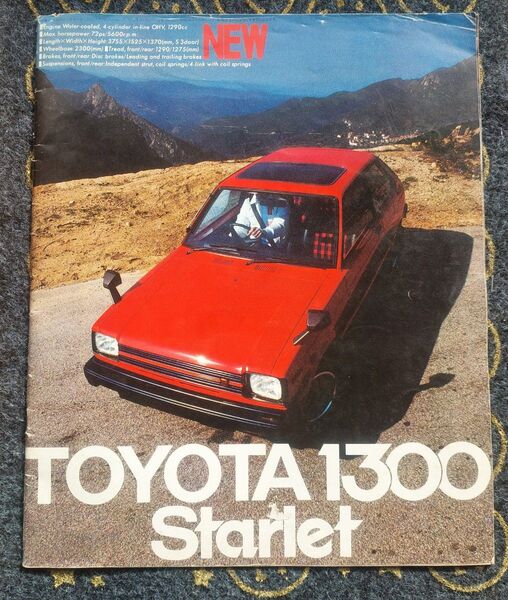 Engine Water-cooled, 4-cylinder in-line OHV, 1290cc
Max. horsepower: 72ps/5600r.p.m.
Length×Width×Height 3755×1525×1370(mm, S 3door)
Wheelbase 2300(mm) Tread, front/rear 1290/1275(mm)
Brakes, front/rear: Disc brakes/Leading and trailing brakes
Suspensions, front/rear: Independent strut, coil springs/4 link with coil springs
NEW
TOYOTA 1300
Starlet